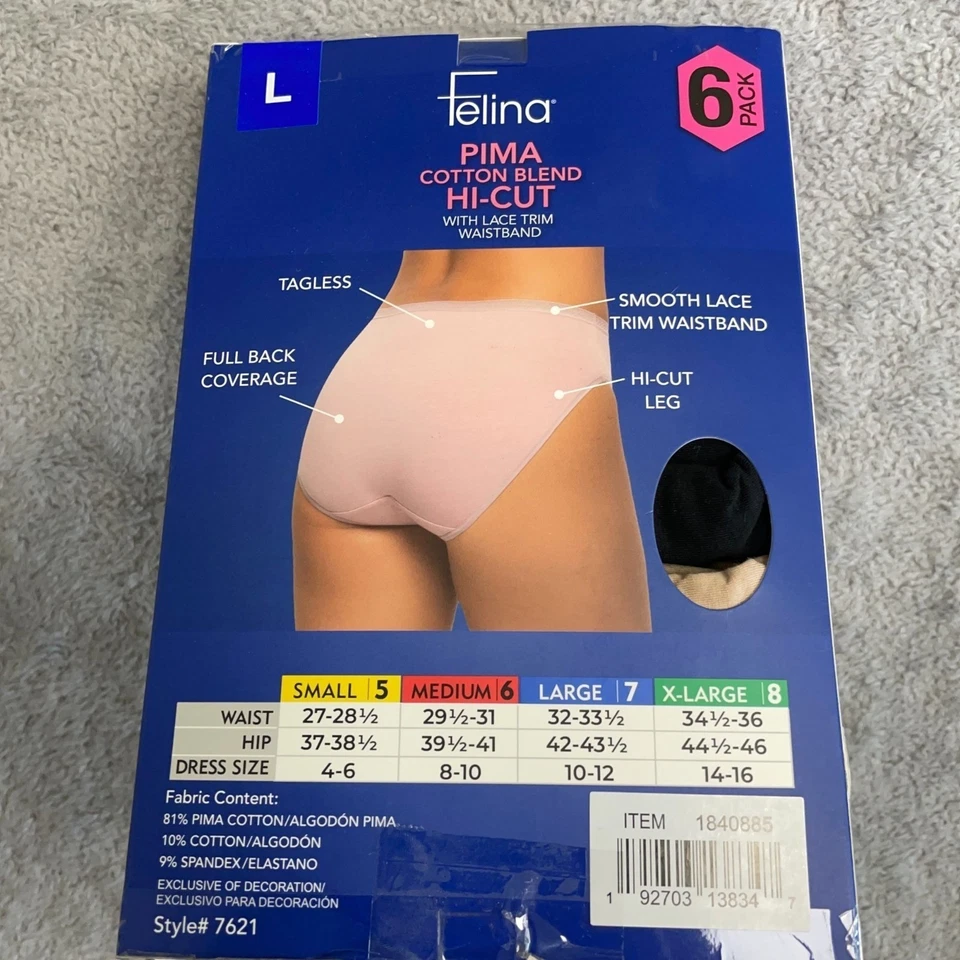 L
Felina®
6 PACK
PIMA
COTTON BLEND
HI-CUT
WITH LACE TRIM
WAISTBAND
TAGLESS
SMOOTH LACE
TRIM WAISTBAND
FULL BACK
COVERAGE
HI-CUT
LEG
SMALL 5 MEDIUM 6 LARGE 7 X-LARGE 8
WAIST 27-28½ 29½-31 32-33½ 34½-36
HIP 37-38½ 39½-41 42-43½ 44½-46
DRESS SIZE 4-6 8-10 10-12 14-16
Fabric Content:
81% PIMA COTTON/ALGODÓN PIMA
10% COTTON/ALGODÓN
9% SPANDEX/ELASTANO
EXCLUSIVE OF DECORATION/
EXCLUSIVO PARA DECORACIÓN
Style# 7621
ITEM 1840885
1 92703 13834 7